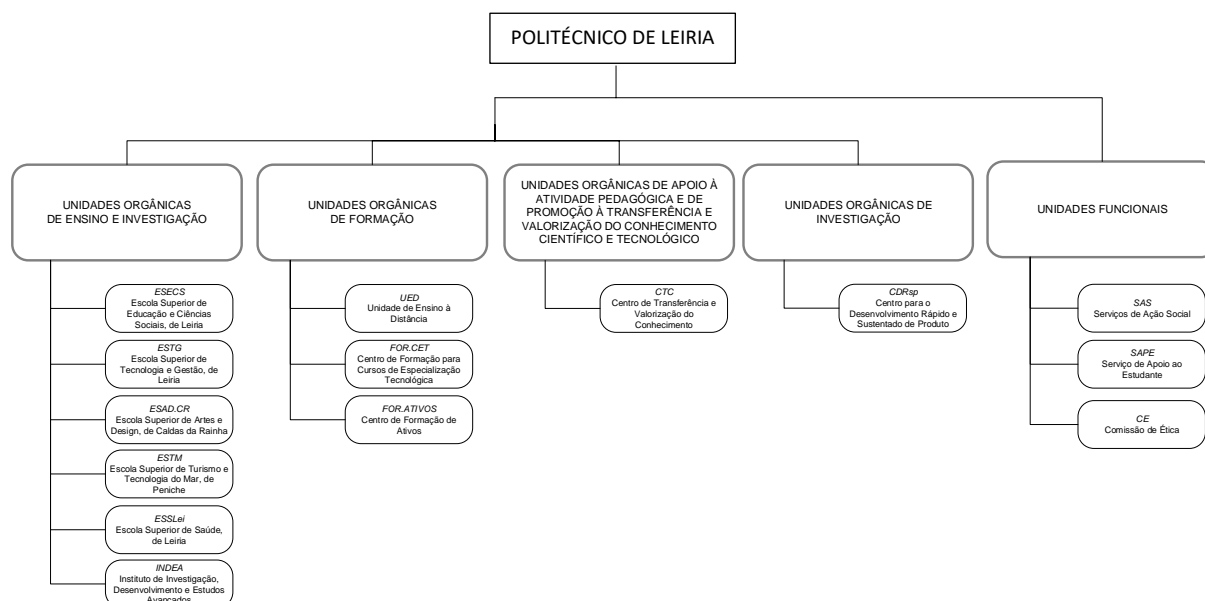 POLITÉCNICO DE LEIRIA
UNIDADES ORGÂNICAS
DE ENSINO E INVESTIGAÇÃO
ESECS
Escola Superior de
Educação e Ciências
Sociais, de Leiria
ESTG
Escola Superior de
Tecnologia e Gestão, de
Leiria
ESAD.CR
Escola Superior de Artes e
Design, de Caldas da Rainha
ESTM
Escola Superior de Turismo e
Tecnologia do Mar, de
Peniche
ESSLei
Escola Superior de Saúde,
de Leiria
INDEA
Instituto de Investigação,
Desenvolvimento e Estudos
Avançados
UNIDADES ORGÂNICAS
DE FORMAÇÃO
UED
Unidade de Ensino à
Distância
FOR.CET
Centro de Formação para
Cursos de Especialização
Tecnológica
FOR.ATIVOS
Centro de Formação de
Ativos
UNIDADES ORGÂNICAS DE APOIO À
ATIVIDADE PEDAGÓGICA E DE
PROMOÇÃO À TRANSFERÊNCIA E
VALORIZAÇÃO DO CONHECIMENTO
CIENTÍFICO E TECNOLÓGICO
CTC
Centro de Transferência e
Valorização do
Conhecimento
UNIDADES ORGÂNICAS DE
INVESTIGAÇÃO
CDRsp
Centro para o
Desenvolvimento Rápido e
Sustentado de Produto
UNIDADES FUNCIONAIS
SAS
Serviços de Ação Social
SAPE
Serviço de Apoio ao
Estudante
CE
Comissão de Ética